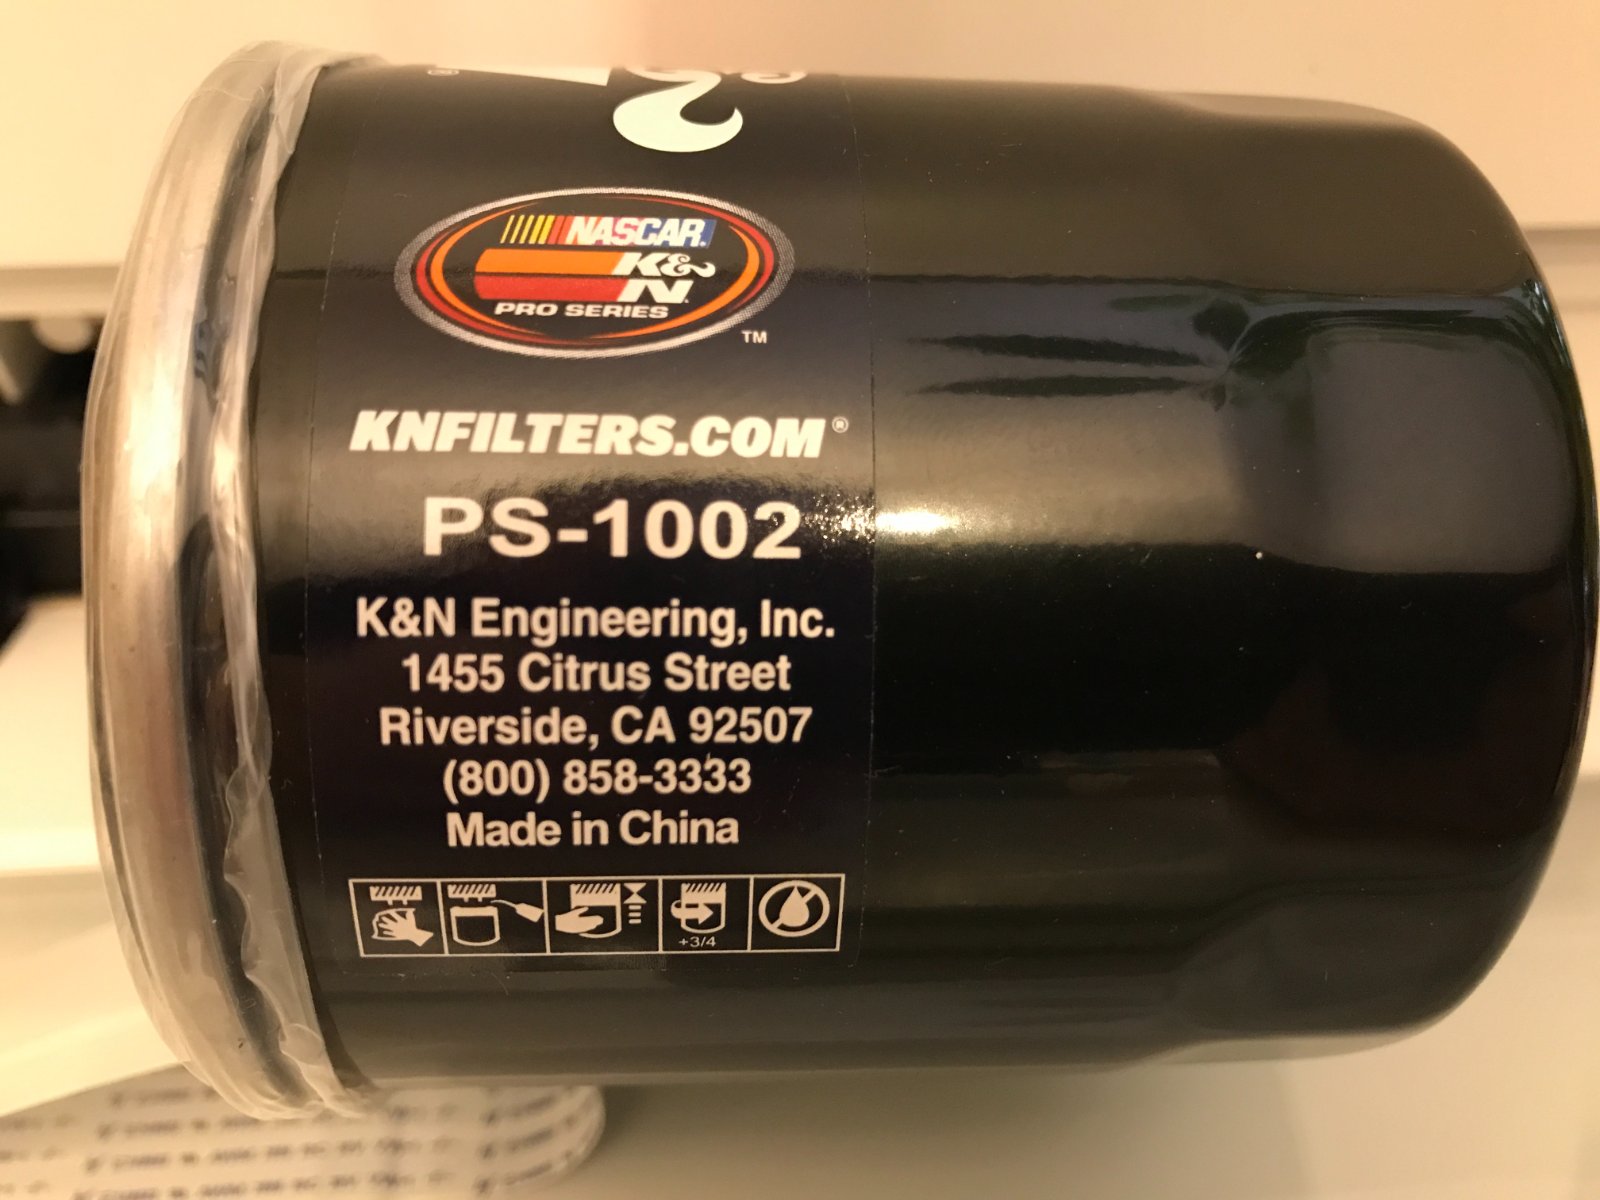 NASCAR.
K&N
PRO SERIES
TM
KNFILTERS.COM®
PS-1002
K&N Engineering, Inc.
1455 Citrus Street
Riverside, CA 92507
(800) 858-3333
Made in China
+3/4